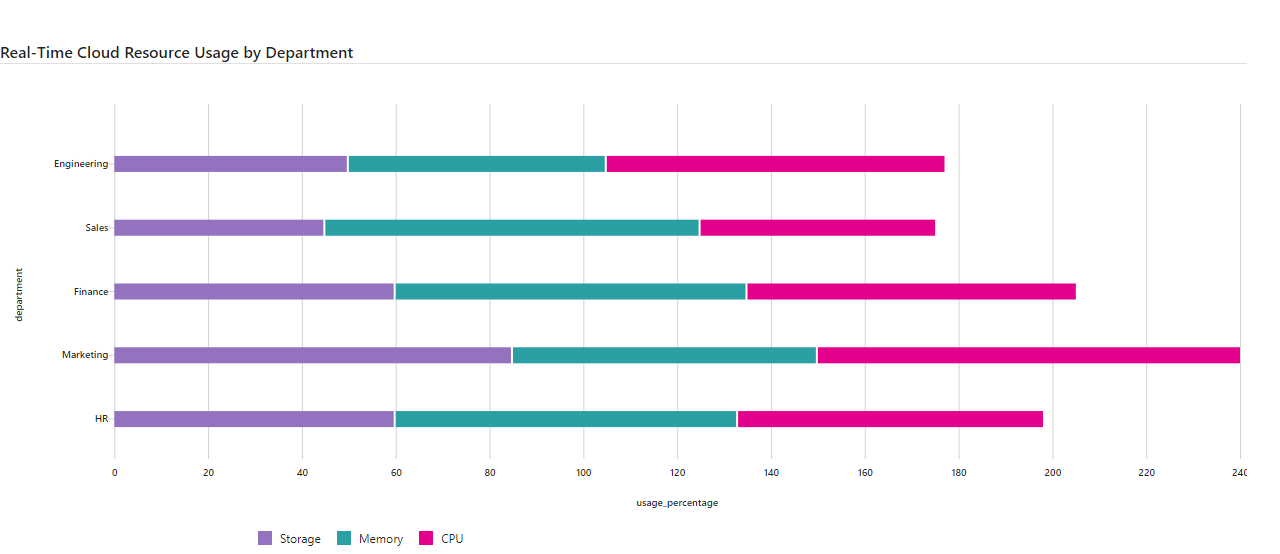 Real-Time Cloud Resource Usage by Department
department
Engineering
Sales
Finance
Marketing
HR
0 20 40 60 80 100 120 140 160 180 200 220 240
usage_percentage
Storage Memory CPU